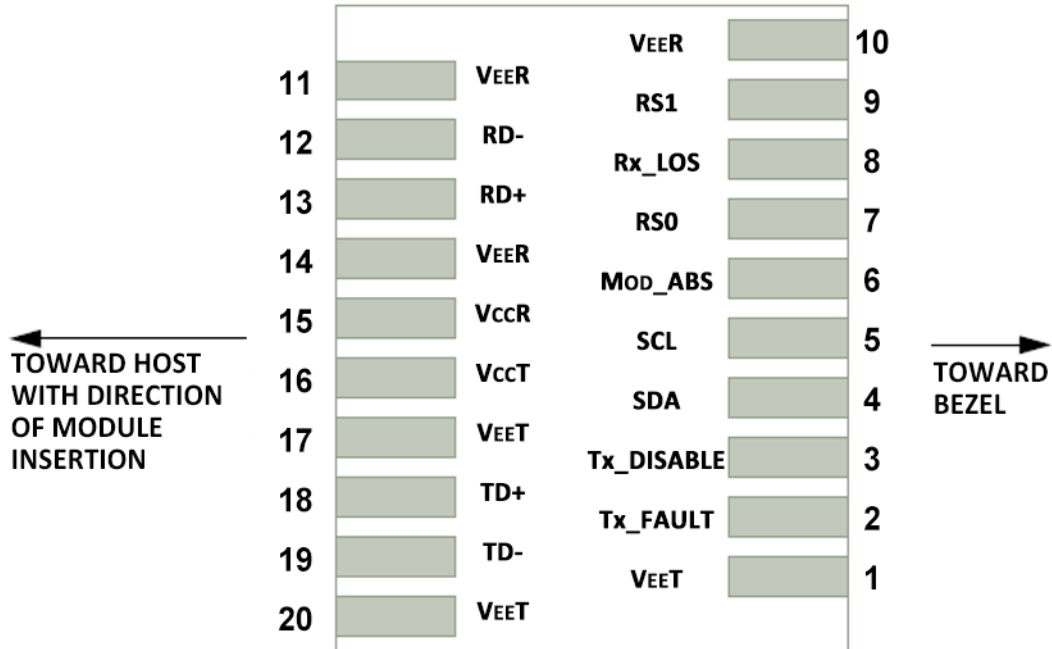 VEER 10
11 VEER
RS1 9
12 RD-
Rx_LOS 8
13 RD+
RS0 7
14 VEER
MOD_ABS 6
15 VCCR
SCL 5
16 VCCT
SDA 4
17 VEET
Tx_DISABLE 3
18 TD+
Tx_FAULT 2
19 TD-
VEET 1
20 VEET
TOWARD HOST
WITH DIRECTION
OF MODULE
INSERTION
TOWARD
BEZEL